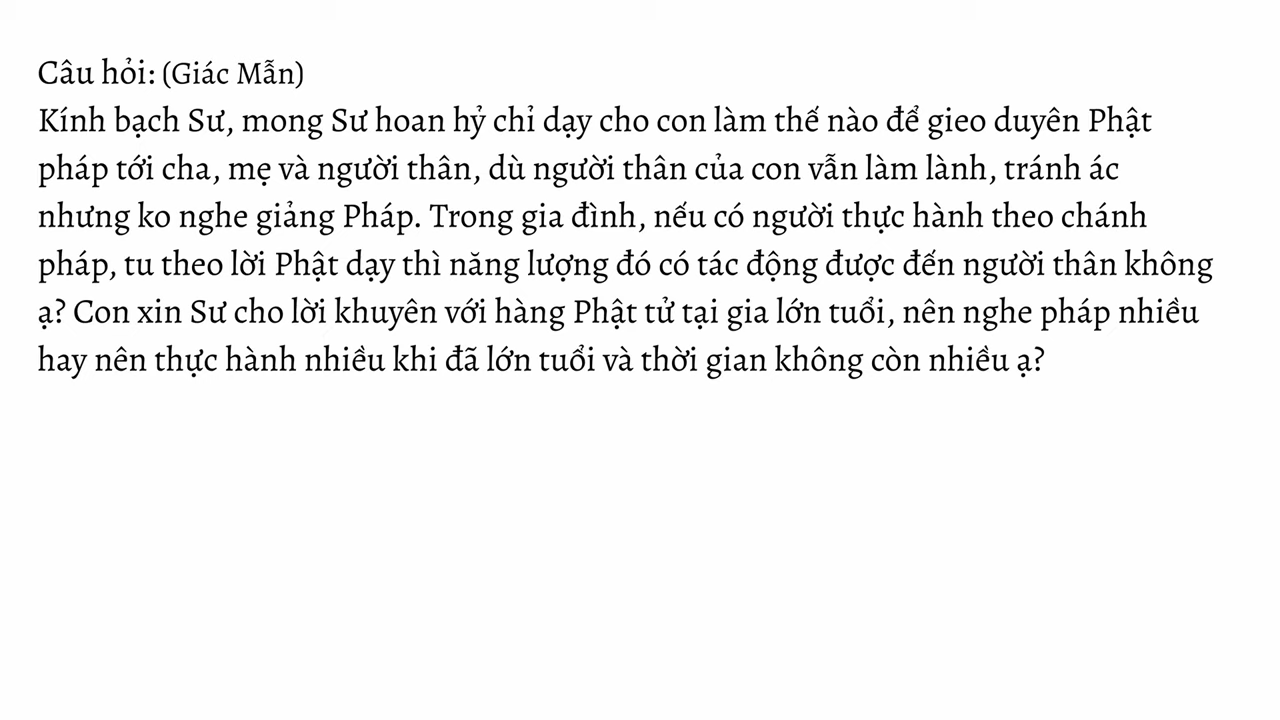 Câu hỏi: (Giác Mẫn)
Kính bạch Sư, mong Sư hoan hỷ chỉ dạy cho con làm thế nào để gieo duyên Phật
pháp tới cha, mẹ và người thân, dù người thân của con vẫn làm lành, tránh ác
nhưng ko nghe giảng Pháp. Trong gia đình, nếu có người thực hành theo chánh
pháp, tu theo lời Phật dạy thì năng lượng đó có tác động được đến người thân không
ạ? Con xin Sư cho lời khuyên với hàng Phật tử tại gia lớn tuổi, nên nghe pháp nhiều
hay nên thực hành nhiều khi đã lớn tuổi và thời gian không còn nhiều ạ?